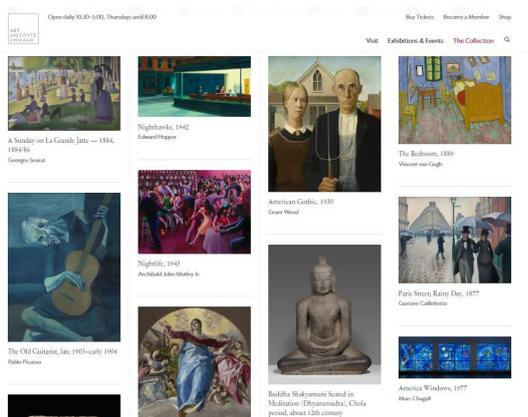 Open daily 10:30–5:00, Thursdays until 8:00
Buy Tickets
Become a Member
Shop
ART
INSTITVTE
CHICAGO
Visit
Exhibitions & Events
The Collection
A Sunday on La Grande Jatte — 1884,
1884/86
Georges Seurat
Nighthawks, 1942
Edward Hopper
American Gothic, 1930
Grant Wood
The Bedroom, 1889
Vincent van Gogh
The Old Guitarist, late 1903–early 1904
Pablo Picasso
Nightlife, 1943
Archibald John Motley Jr.
Buddha Shakyamuni Seated in
Meditation (Dhyanamudra), Chola
period, about 12th century
Paris Street; Rainy Day, 1877
Gustave Caillebotte
America Windows, 1977
Marc Chagall